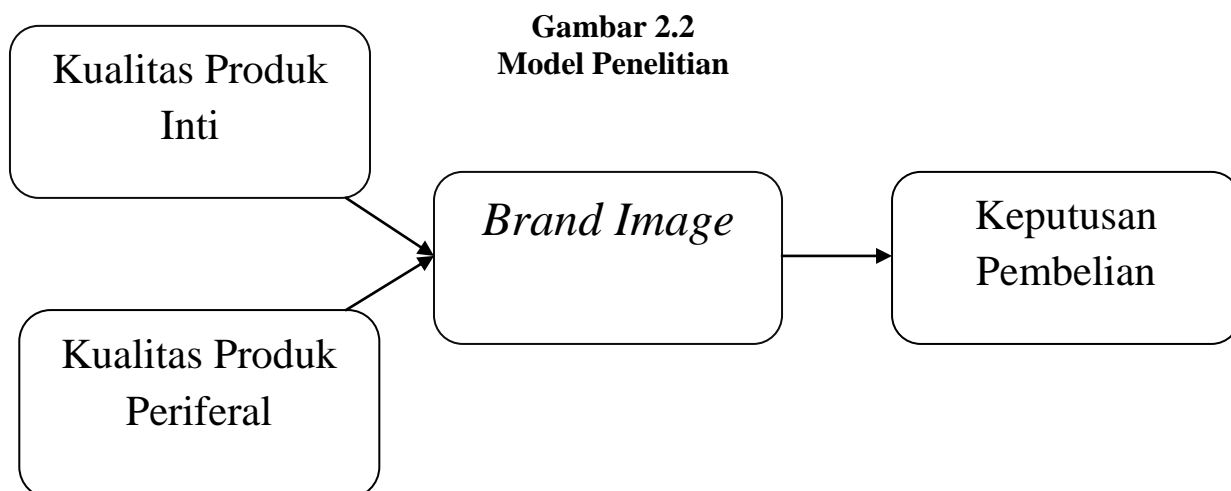 Gambar 2.2
Model Penelitian
Kualitas Produk
Inti
Kualitas Produk
Periferal
Brand Image
Keputusan
Pembelian